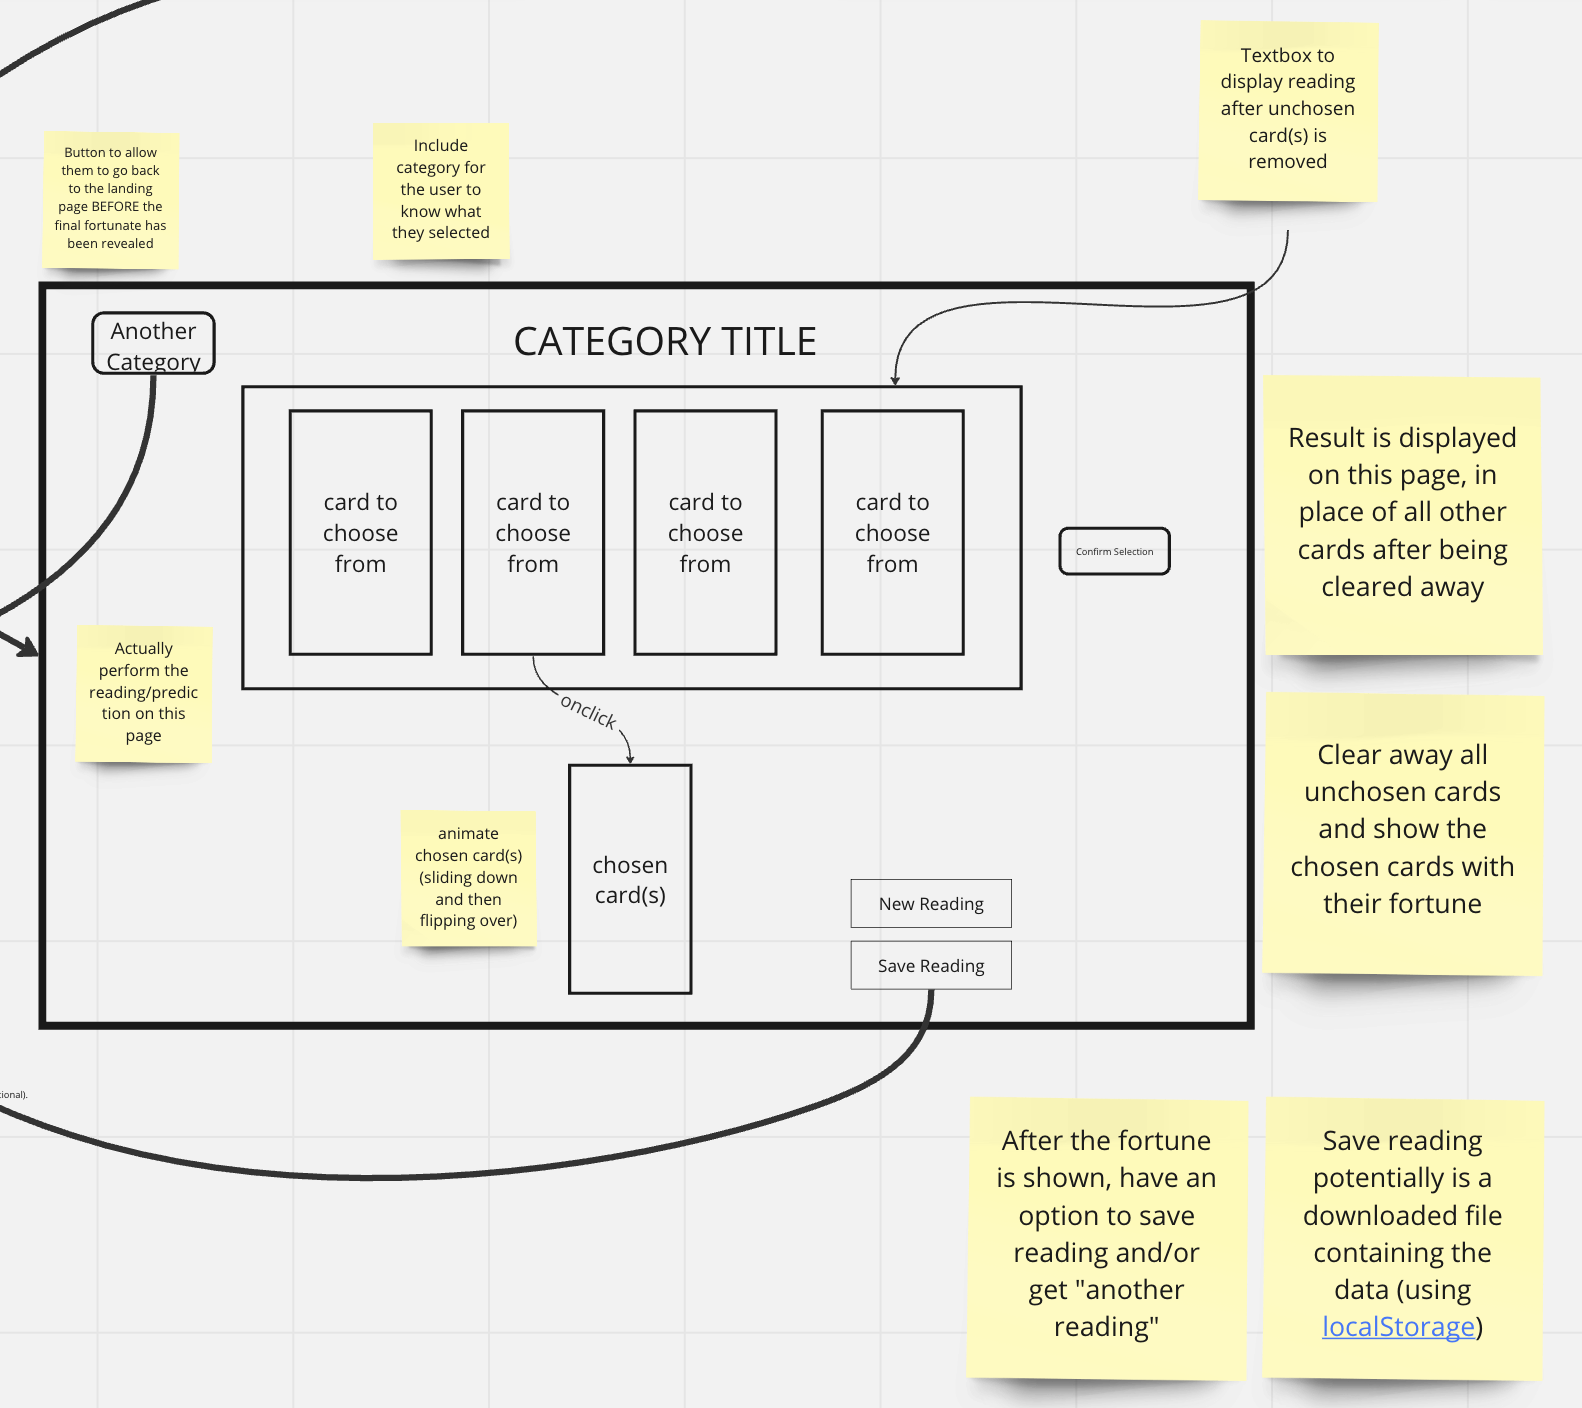 Textbox to
display reading
after unchosen
card(s) is
removed
Button to allow
them to go back
to the landing
page BEFORE the
final fortunate has
been revealed
Include
category for
the user to
know what
they selected
Another
Category
CATEGORY TITLE
card to
choose
from
card to
choose
from
card to
choose
from
card to
choose
from
Confirm Selection
Result is displayed
on this page, in
place of all other
cards after being
cleared away
Actually
perform the
reading/predic
tion on this
page
onclick
Clear away all
unchosen cards
and show the
chosen cards with
their fortune
animate
chosen card(s)
(sliding down
and then
flipping over)
chosen
card(s)
New Reading
Save Reading
ional).
After the fortune
is shown, have an
option to save
reading and/or
get "another
reading"
Save reading
potentially is a
downloaded file
containing the
data (using
localStorage)